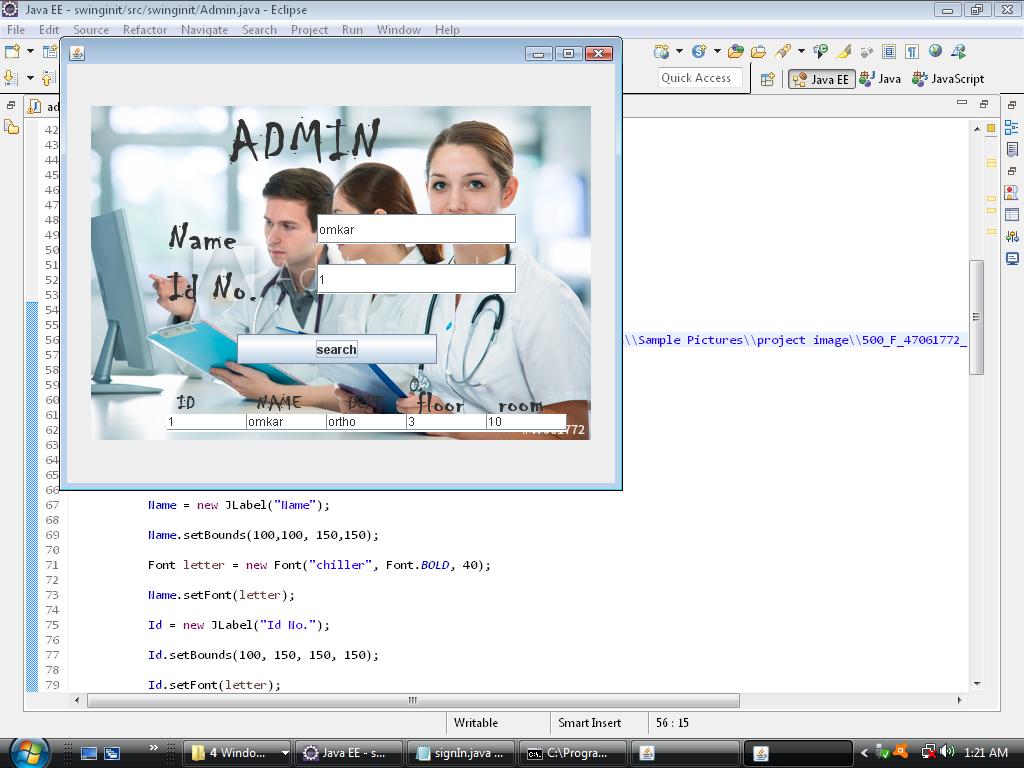 Java EE - swinginit/src/swinginit/Admin.java - Eclipse
File Edit Source Refactor Navigate Search Project Run Window Help
Quick Access
Java EE
Java
JavaScript
ad
ADMIN
Name
omkar
Id No.
1
search
ID NAME DEPT floor room
1 omkar ortho 3 10
42
43
44
45
46
47
48
49
50
51
52
53
54
55
56 \\Sample Pictures\\project image\\500_F_47061772_
57
58
59
60
61
62
63
64
65
66
67 Name = new JLabel("Name");
68
69 Name.setBounds(100,100, 150,150);
70
71 Font letter = new Font("chiller", Font.BOLD, 40);
72
73 Name.setFont(letter);
74
75 Id = new JLabel("Id No.");
76
77 Id.setBounds(100, 150, 150, 150);
78
79 Id.setFont(letter);
Writable
Smart Insert
56 : 15
4 Windo...
Java EE - s...
signIn.java ...
C:\Progra...
1:21 AM